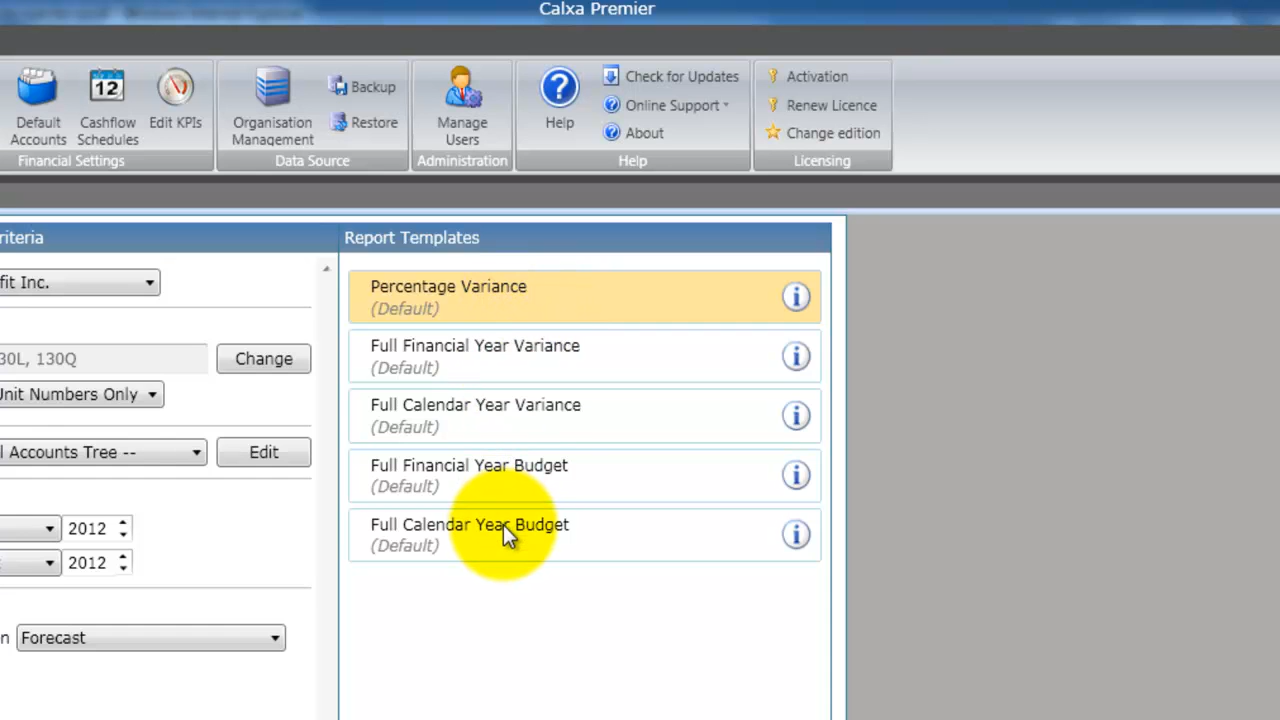 Calxa Premier
Default Accounts
Cashflow Schedules
Edit KPIs
Financial Settings
Organisation Management
Backup
Restore
Data Source
Manage Users
Administration
Help
Check for Updates
Online Support
About
Help
Activation
Renew Licence
Change edition
Licensing
riteria
fit Inc.
30L, 130Q
Change
Unit Numbers Only
l Accounts Tree --
Edit
2012
2012
n Forecast
Report Templates
Percentage Variance
(Default)
Full Financial Year Variance
(Default)
Full Calendar Year Variance
(Default)
Full Financial Year Budget
(Default)
Full Calendar Year Budget
(Default)